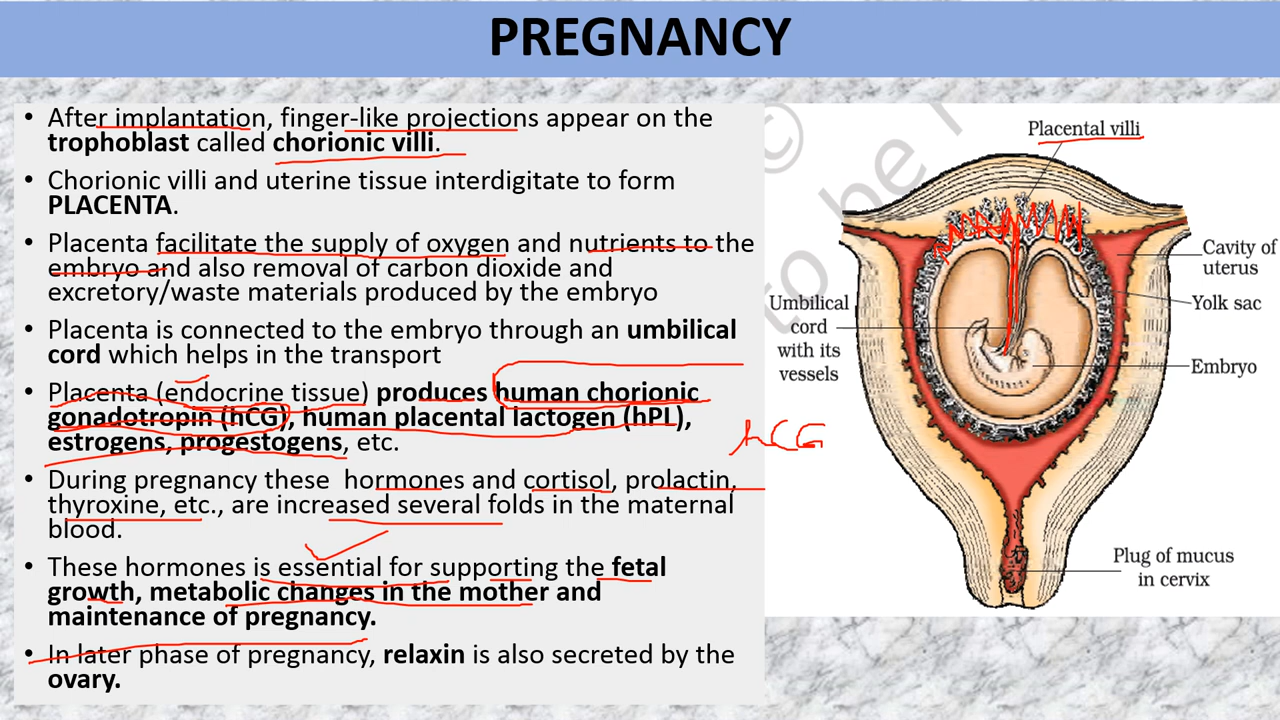 PREGNANCY
• After implantation, finger-like projections appear on the
trophoblast called chorionic villi.
• Chorionic villi and uterine tissue interdigitate to form
PLACENTA.
• Placenta facilitate the supply of oxygen and nutrients to the
embryo and also removal of carbon dioxide and
excretory/waste materials produced by the embryo
• Placenta is connected to the embryo through an umbilical
cord which helps in the transport
• Placenta (endocrine tissue) produces human chorionic
gonadotropin (hCG), human placental lactogen (hPL),
estrogens, progestogens, etc.
• During pregnancy these hormones and cortisol, prolactin,
thyroxine, etc., are increased several folds in the maternal
blood.
• These hormones is essential for supporting the fetal
growth, metabolic changes in the mother and
maintenance of pregnancy.
• In later phase of pregnancy, relaxin is also secreted by the
ovary.
hCG
©
to be
Placental villi
Cavity of
uterus
Yolk sac
Umbilical
cord
with its
vessels
Embryo
Plug of mucus
in cervix